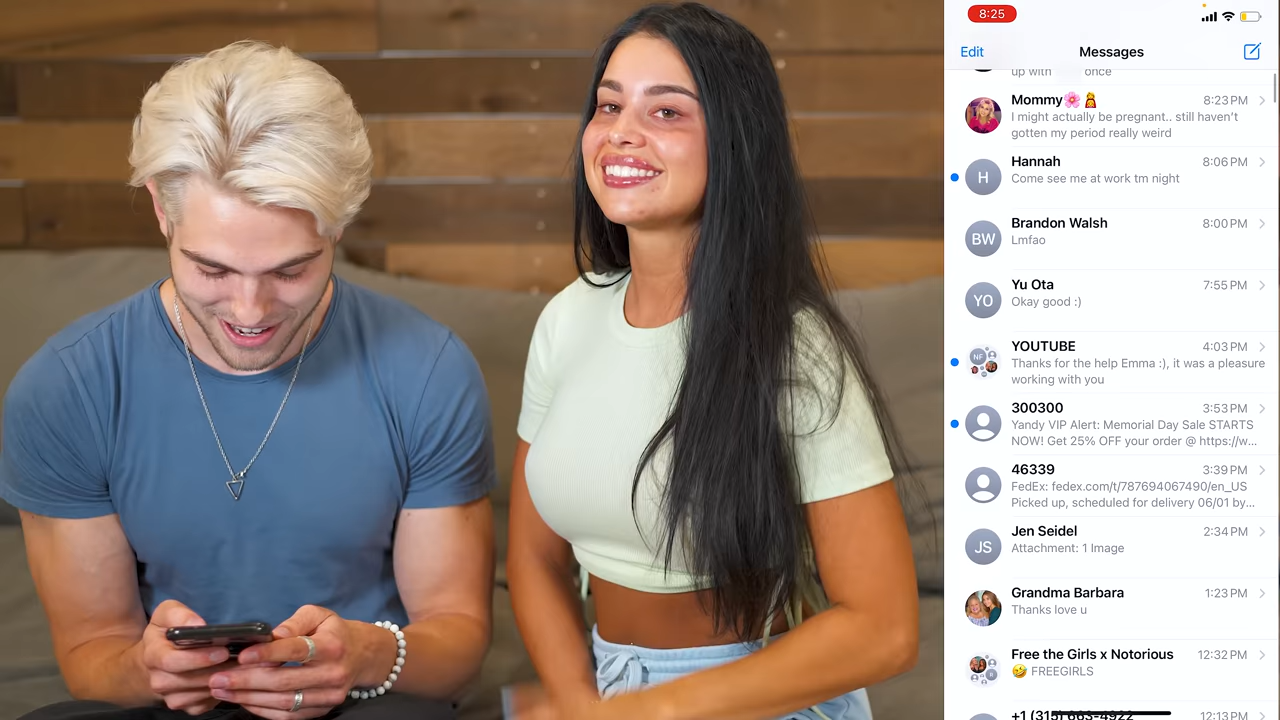 8:25
Edit
Messages
up with once
Mommy🌸👸 8:23 PM
I might actually be pregnant.. still haven't
gotten my period really weird
Hannah 8:06 PM
H
Come see me at work tm night
Brandon Walsh 8:00 PM
BW
Lmfao
Yu Ota 7:55 PM
YO
Okay good :)
YOUTUBE 4:03 PM
NF
Thanks for the help Emma :), it was a pleasure
working with you
300300 3:53 PM
Yandy VIP Alert: Memorial Day Sale STARTS
NOW! Get 25% OFF your order @ https://w...
46339 3:39 PM
FedEx: fedex.com/t/787694067490/en_US
Picked up, scheduled for delivery 06/01 by...
Jen Seidel 2:34 PM
JS
Attachment: 1 Image
Grandma Barbara 1:23 PM
Thanks love u
Free the Girls x Notorious 12:32 PM
🤣 FREEGIRLS
+1 (315) 663-4922 12:13 PM